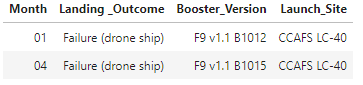 Month Landing _Outcome Booster_Version Launch_Site
01 Failure (drone ship) F9 v1.1 B1012 CCAFS LC-40
04 Failure (drone ship) F9 v1.1 B1015 CCAFS LC-40